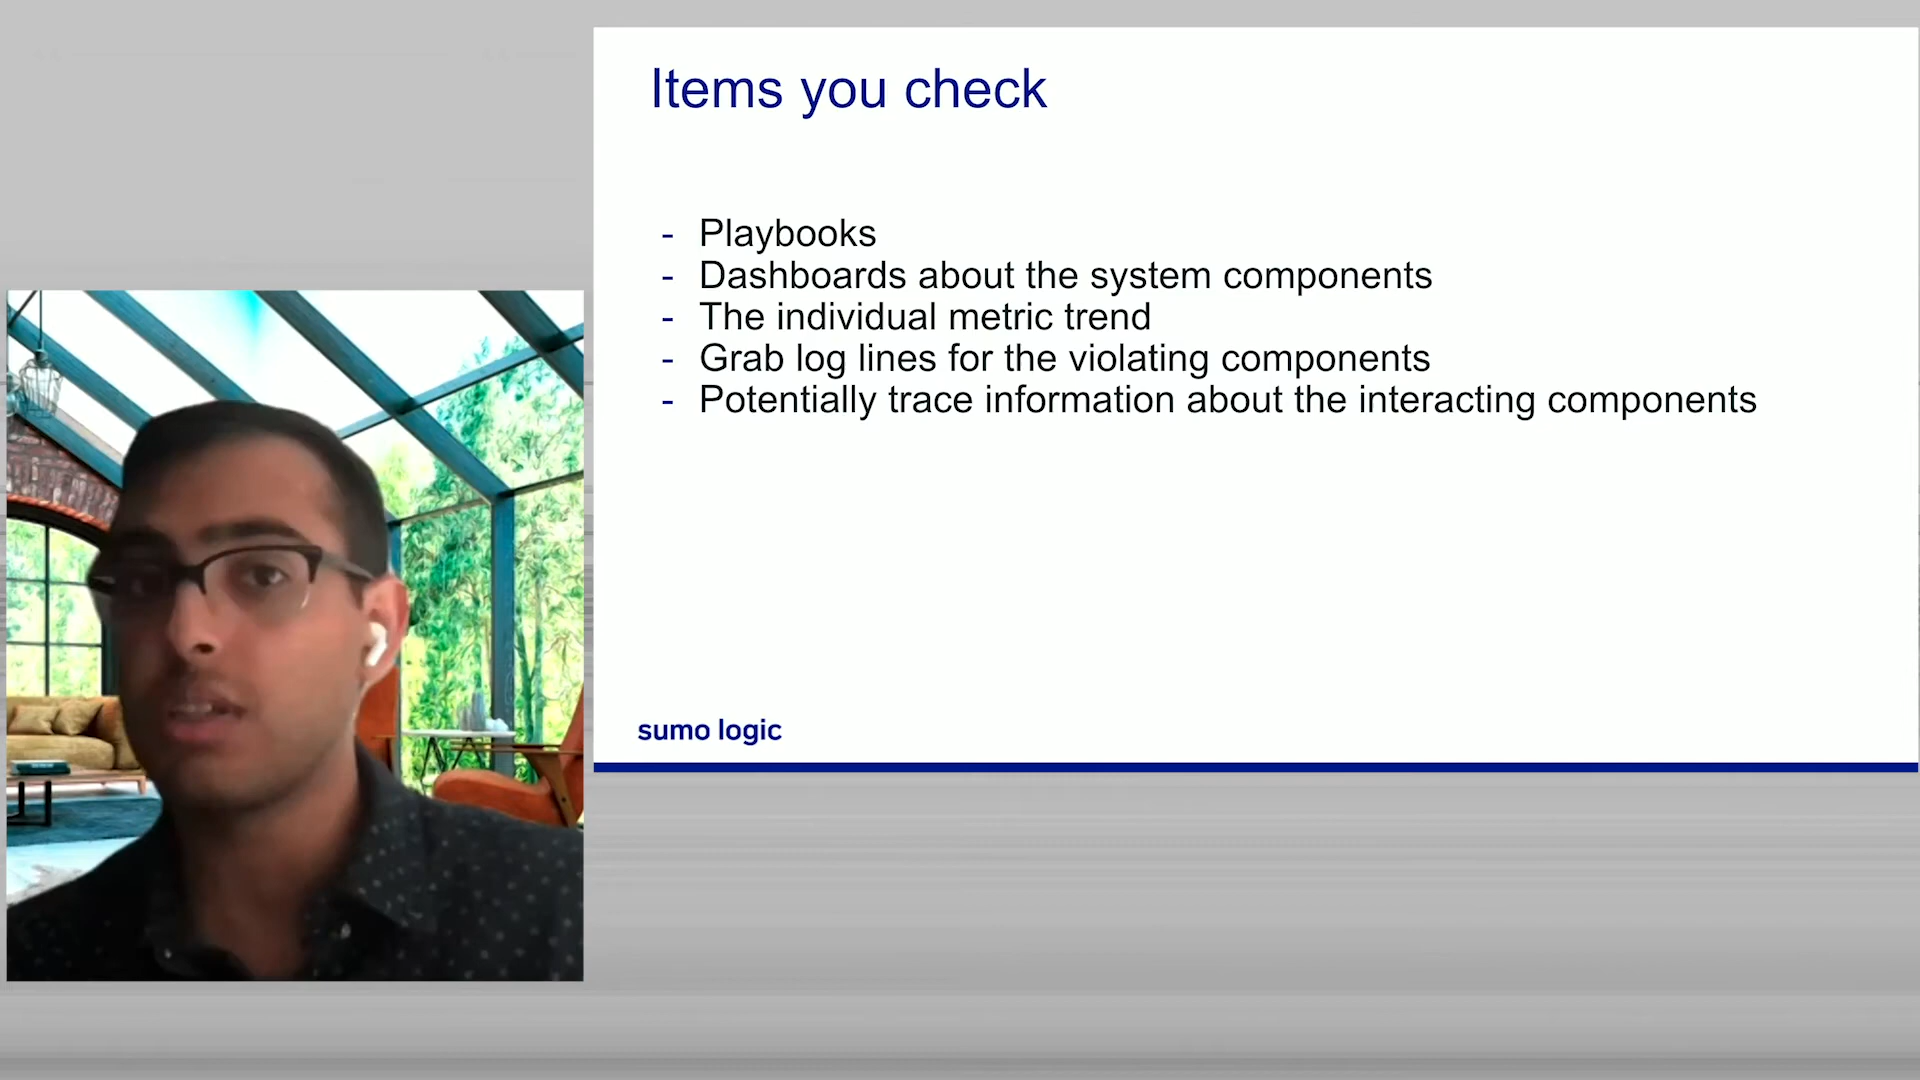 Items you check
- Playbooks
- Dashboards about the system components
- The individual metric trend
- Grab log lines for the violating components
- Potentially trace information about the interacting components
sumo logic